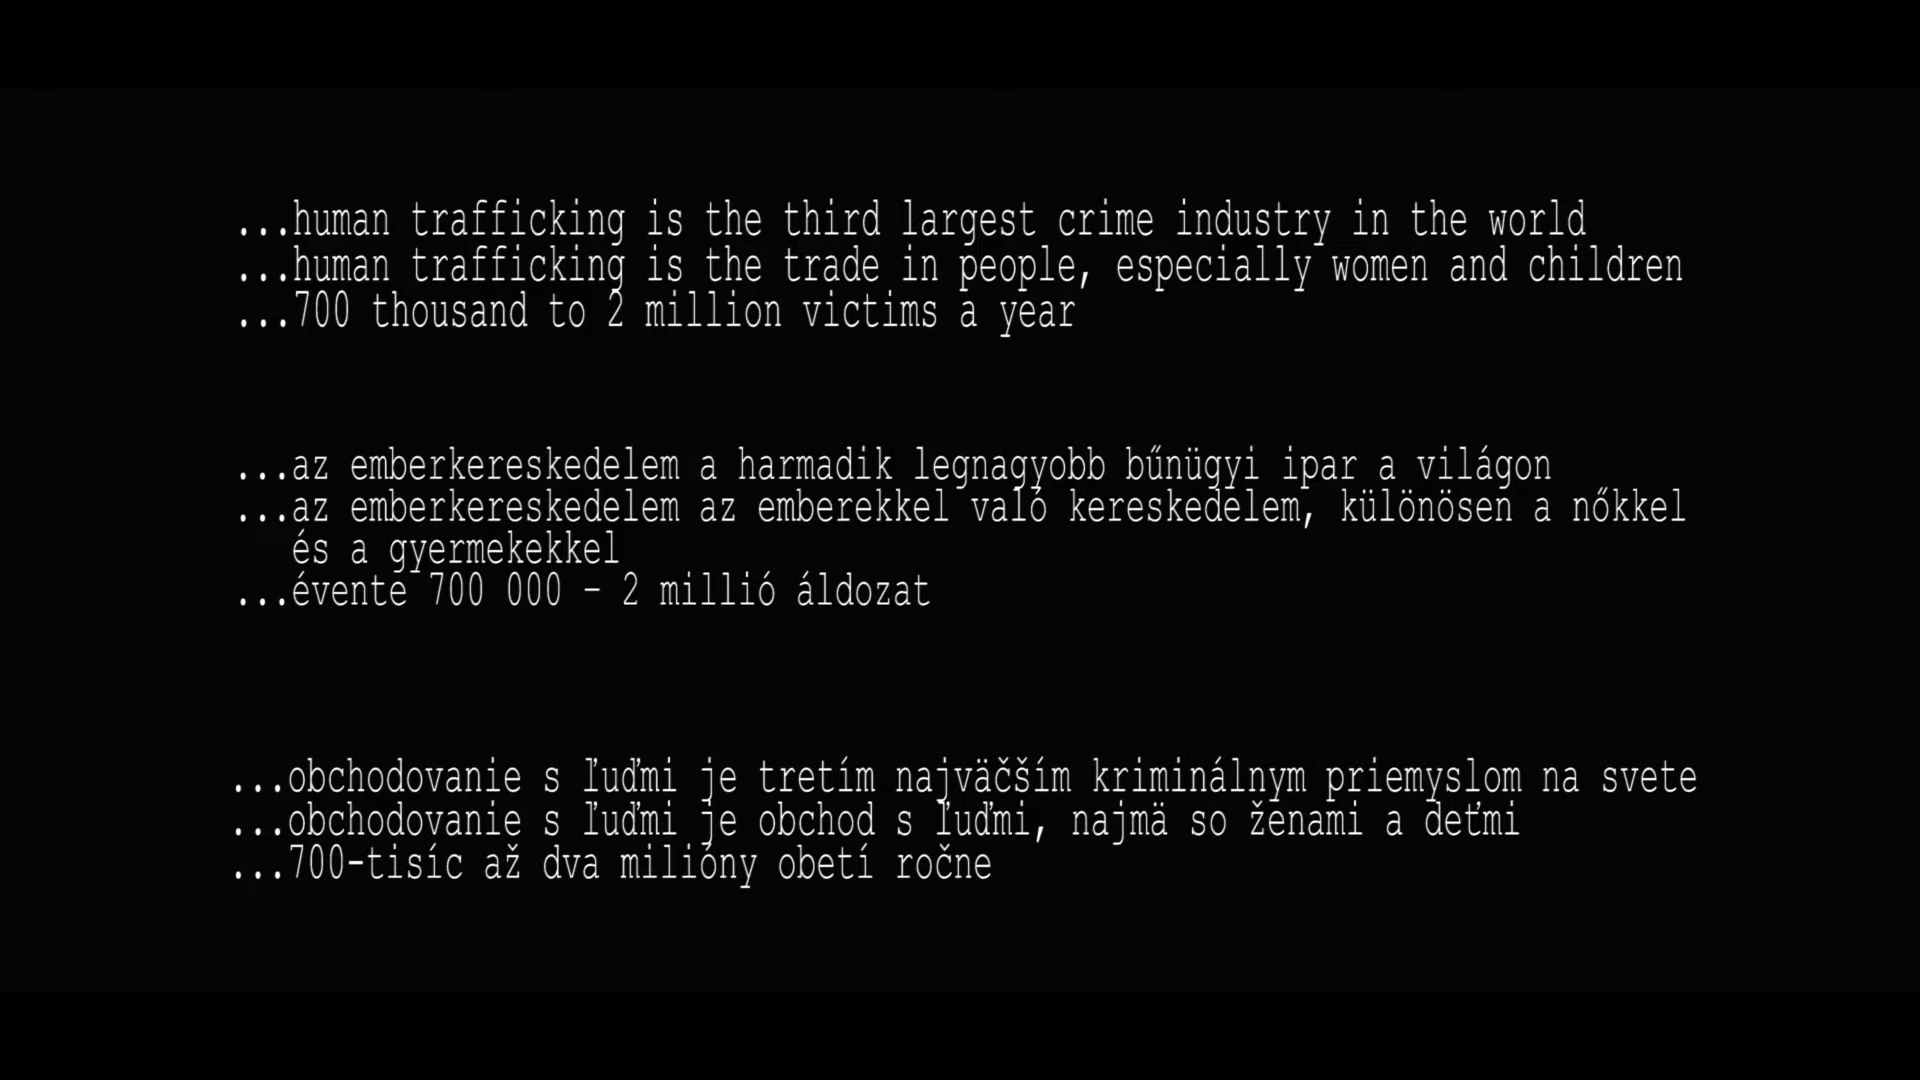 ...human trafficking is the third largest crime industry in the world
...human trafficking is the trade in people, especially women and children
...700 thousand to 2 million victims a year
...az emberkereskedelem a harmadik legnagyobb bűnügyi ipar a világon
...az emberkereskedelem az emberekkel való kereskedelem, különösen a nőkkel
és a gyermekekkel
...évente 700 000 - 2 millió áldozat
...obchodovanie s ľuďmi je tretím najväčším kriminálnym priemyslom na svete
...obchodovanie s ľuďmi je obchod s ľuďmi, najmä so ženami a deťmi
...700-tisíc až dva milióny obetí ročne